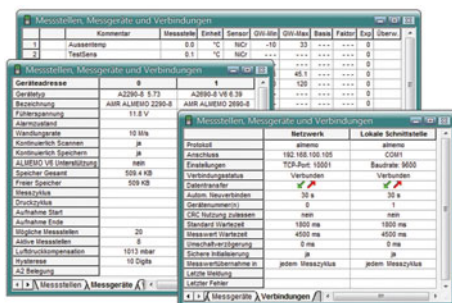 Messstellen, Messgeräte und Verbindungen
Kommentar Messstelle Einheit Sensor GW-Min GW-Max Basis Faktor Exp Überw.
1 Aussentemp 0.0 °C NiCr -10 33 --- --- 0
2 TestSens 0.1 °C NiCr --- --- --- --- 0
--- --- 0
45.1 --- --- 0
120 --- --- 0
Messstellen, Messgeräte und Verbindungen
Geräteadresse 0 1
Gerätetyp A2290-8 5.73 A2690-8 V6 6.39
Bezeichnung AMR ALMEMO 2290-8 AMR ALMEMO 2690-8
Fühlerspannung 11.8 V
Alarmzustand
Wandlungsrate 10 M/s
Kontinuierlich Scannen ja
Kontinuierlich Speichern ja
ALMEMO V6 Unterstützung nein
Speicher Gesamt 509.4 KB
Freier Speicher 509 KB
Messzyklus
Druckzyklus
Aufnahme Start
Aufnahme Ende
Mögliche Messstellen 20
Aktive Messstellen 8
Luftdruckkompensation 1013 mbar
Hysterese 10 Digits
A2 Belegung
Messstellen Messgeräte
Messstellen, Messgeräte und Verbindungen
Netzwerk Lokale Schnittstelle
Protokoll almemo almemo
Anschluss 192.168.100.105 COM1
Einstellungen TCP-Port: 10001 Baudrate: 9600
Verbindungsstatus Verbunden Verbunden
Datentransfer
Autom. Neuverbinden 30 s 30 s
Gerätenummer(n) 0 1
CRC Nutzung zulassen nein nein
Standard Wartezeit 1800 ms 1800 ms
Messwert Wartezeit 4500 ms 4500 ms
Umschaltverzögerung 0 ms 0 ms
Sichere Initialisierung ja ja
Messwertübernahme in jedem Messzyklus jedem Messzyklus
Letzte Meldung
Letzter Fehler
Messgeräte Verbindungen